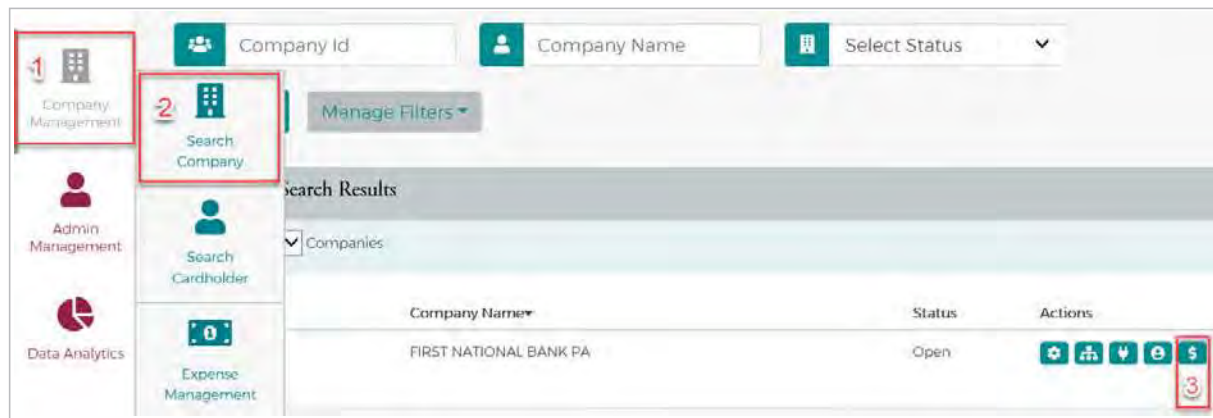 Company Id
Company Name
Select Status
1
Company
Management
2
Search
Company
Manage Filters
Search Results
Admin
Management
Search
Cardholder
Companies
Company Name
Status
Actions
Data Analytics
Expense
Management
FIRST NATIONAL BANK PA
Open
$
3